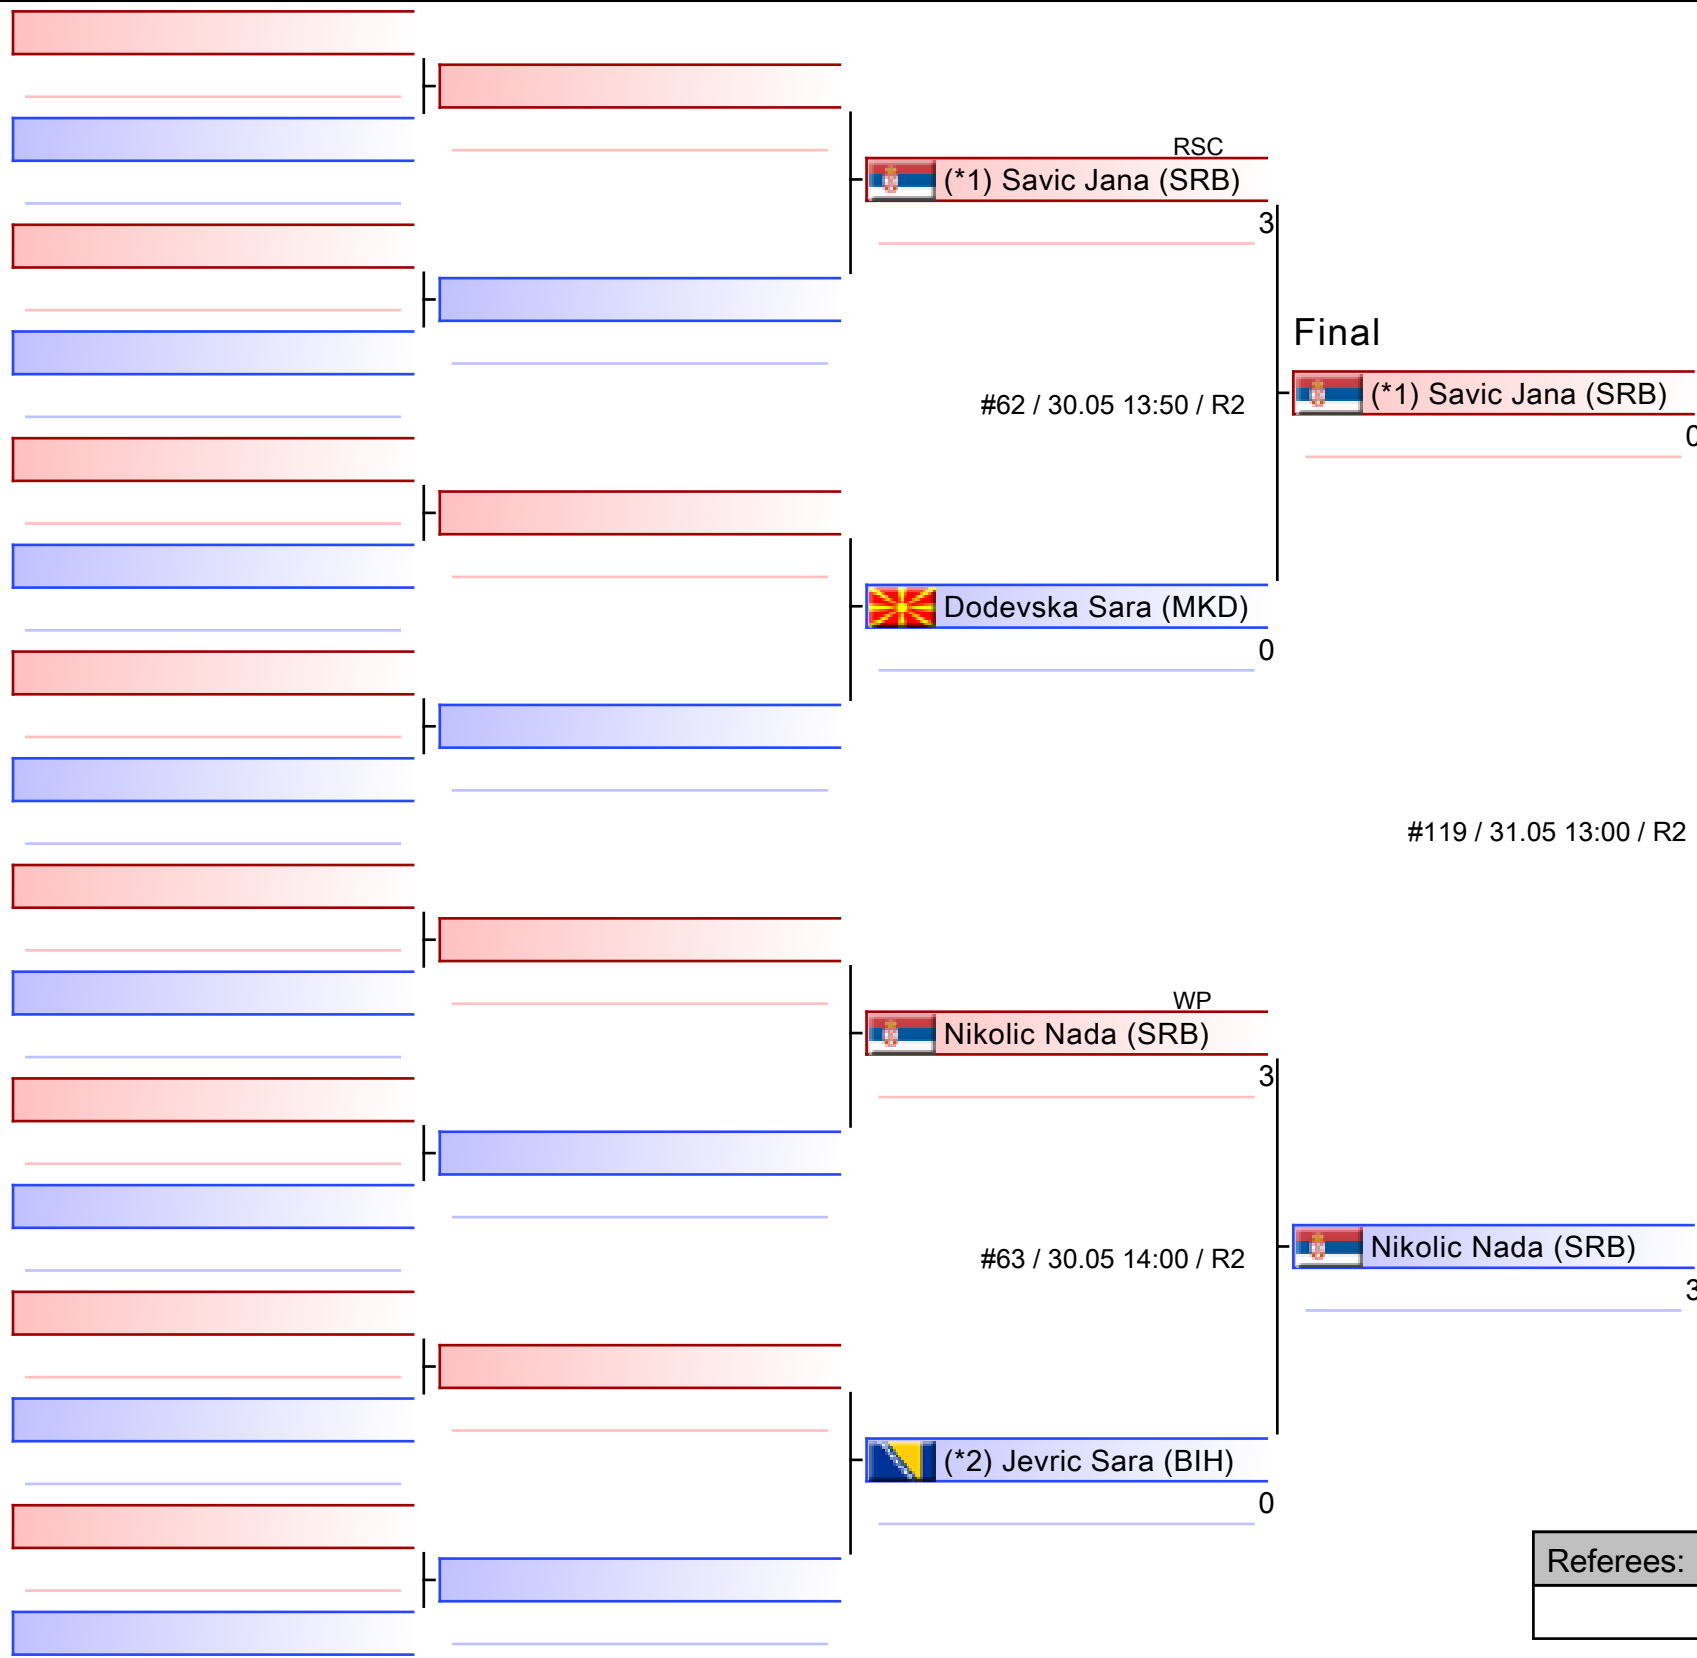 RSC
(*1) Savic Jana (SRB)
3
Final
#62 / 30.05 13:50 / R2
(*1) Savic Jana (SRB)
0
Dodevska Sara (MKD)
0
#119 / 31.05 13:00 / R2
WP
Nikolic Nada (SRB)
3
#63 / 30.05 14:00 / R2
Nikolic Nada (SRB)
3
(*2) Jevric Sara (BIH)
0
Referees: